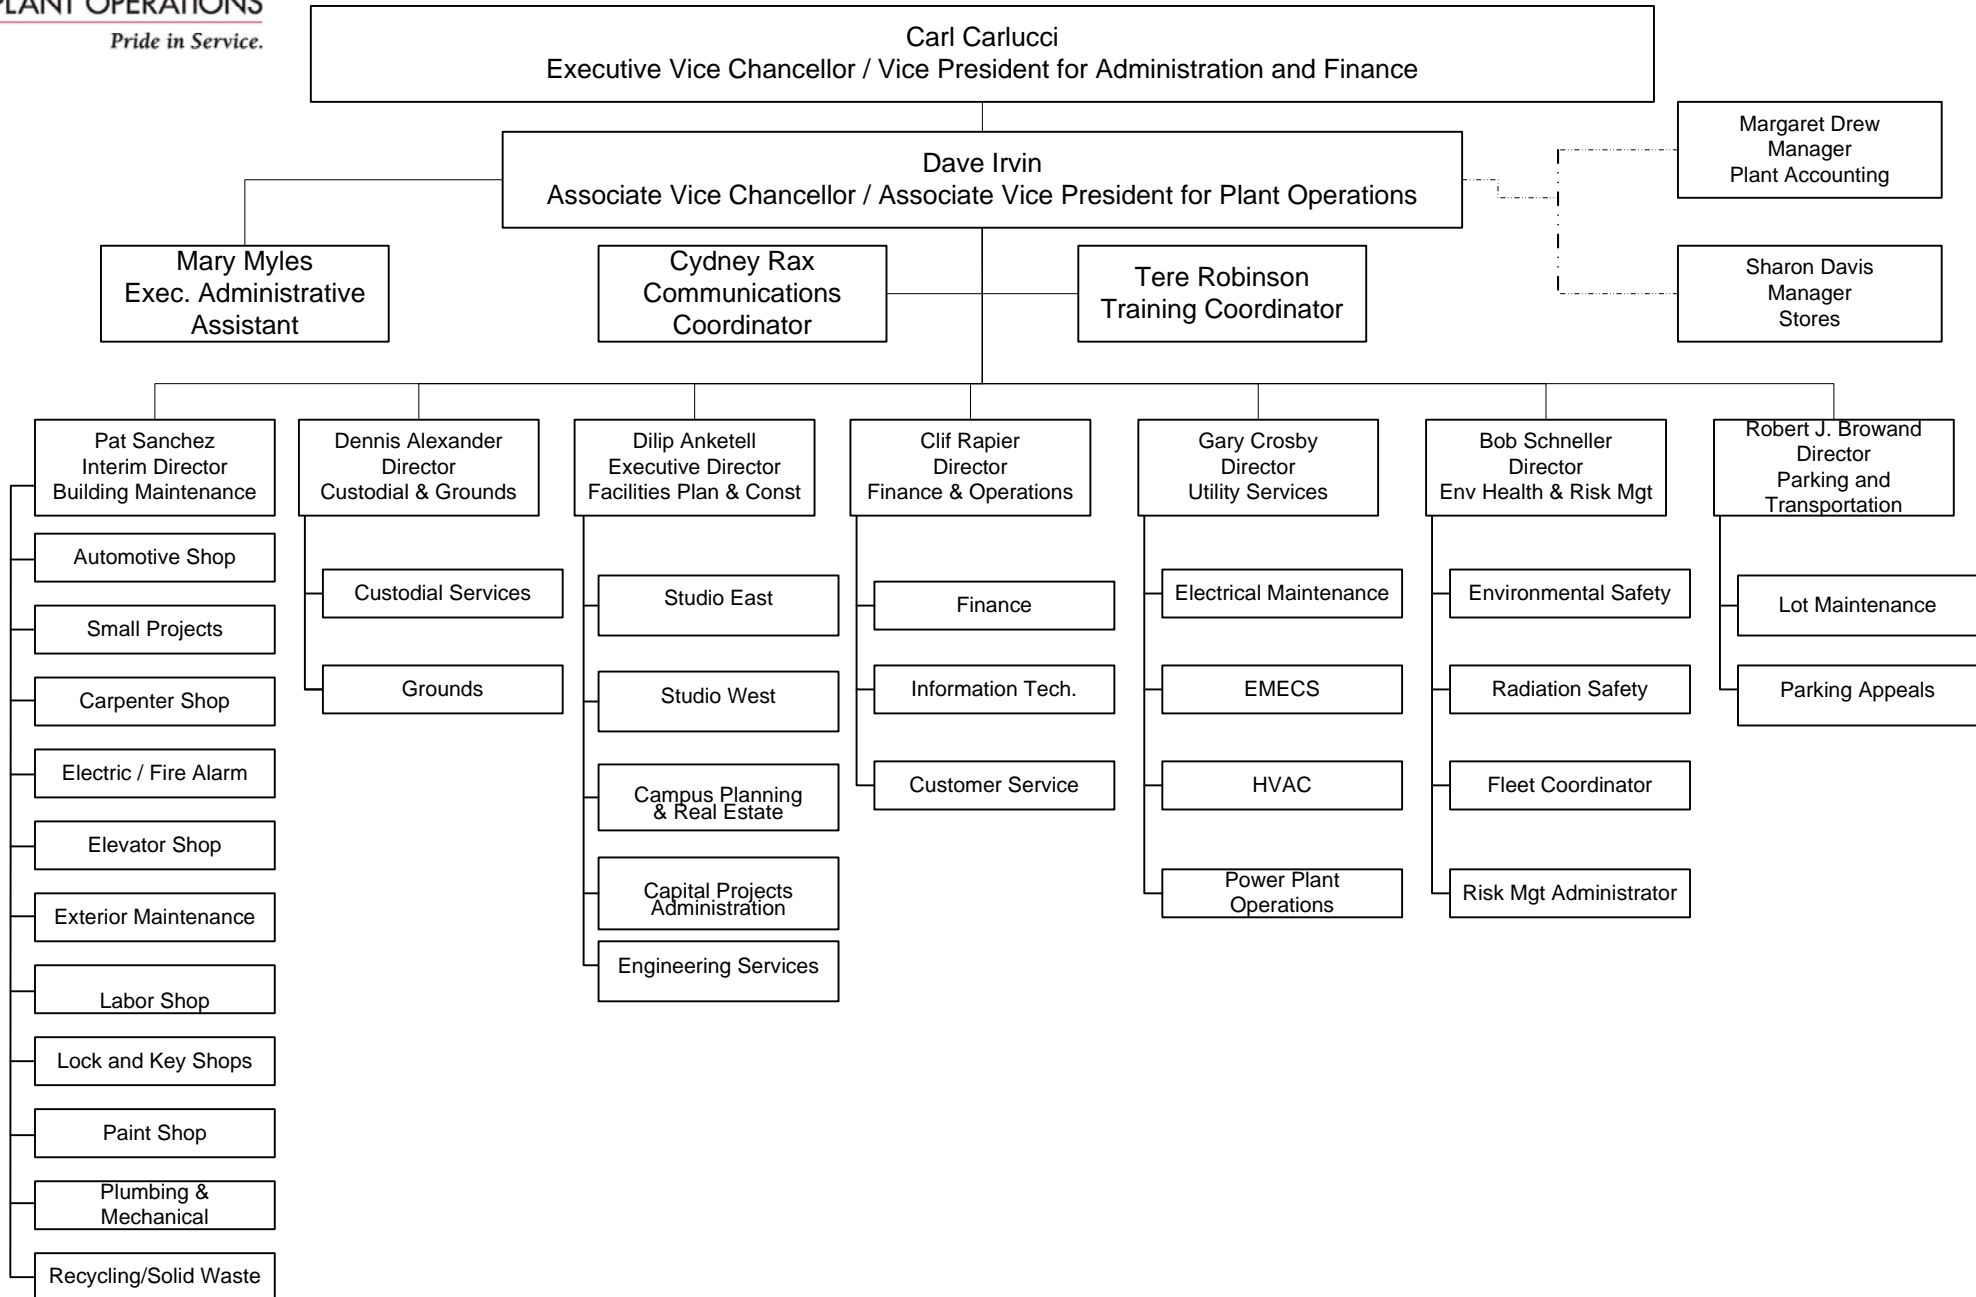 PLANT OPERATIONS
Pride in Service.
Carl Carlucci
Executive Vice Chancellor / Vice President for Administration and Finance
Dave Irvin
Associate Vice Chancellor / Associate Vice President for Plant Operations
Margaret Drew
Manager
Plant Accounting
Mary Myles
Exec. Administrative
Assistant
Cydney Rax
Communications
Coordinator
Tere Robinson
Training Coordinator
Sharon Davis
Manager
Stores
Pat Sanchez
Interim Director
Building Maintenance
Automotive Shop
Small Projects
Carpenter Shop
Electric / Fire Alarm
Elevator Shop
Exterior Maintenance
Labor Shop
Lock and Key Shops
Paint Shop
Plumbing &
Mechanical
Recycling/Solid Waste
Dennis Alexander
Director
Custodial & Grounds
Custodial Services
Grounds
Dilip Anketell
Executive Director
Facilities Plan & Const
Studio East
Studio West
Campus Planning
& Real Estate
Capital Projects
Administration
Engineering Services
Clif Rapier
Director
Finance & Operations
Finance
Information Tech.
Customer Service
Gary Crosby
Director
Utility Services
Electrical Maintenance
EMECS
HVAC
Power Plant
Operations
Bob Schneller
Director
Env Health & Risk Mgt
Environmental Safety
Radiation Safety
Fleet Coordinator
Risk Mgt Administrator
Robert J. Browand
Director
Parking and
Transportation
Lot Maintenance
Parking Appeals